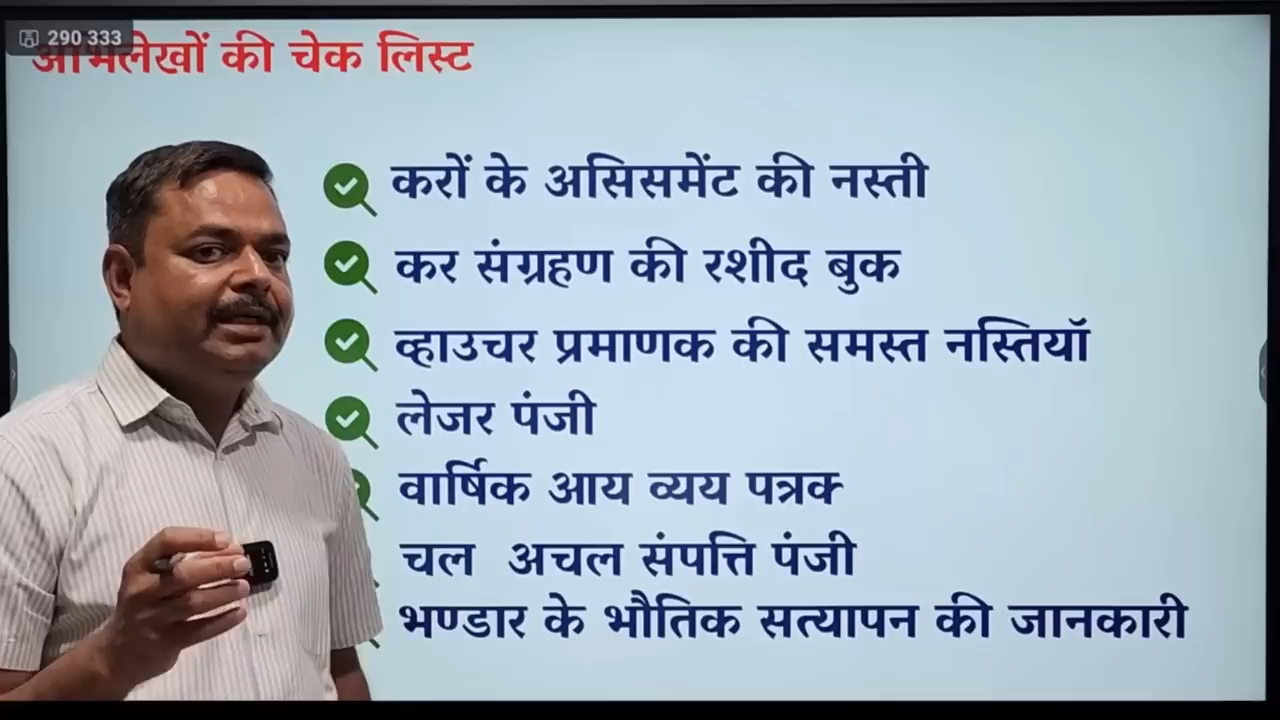 290 333
अभिलेखों की चेक लिस्ट
करों के असिसमेंट की नस्ती
कर संग्रहण की रशीद बुक
व्हाउचर प्रमाणक की समस्त नस्तियॉ
लेजर पंजी
वार्षिक आय व्यय पत्रक
चल अचल संपत्ति पंजी
भण्डार के भौतिक सत्यापन की जानकारी